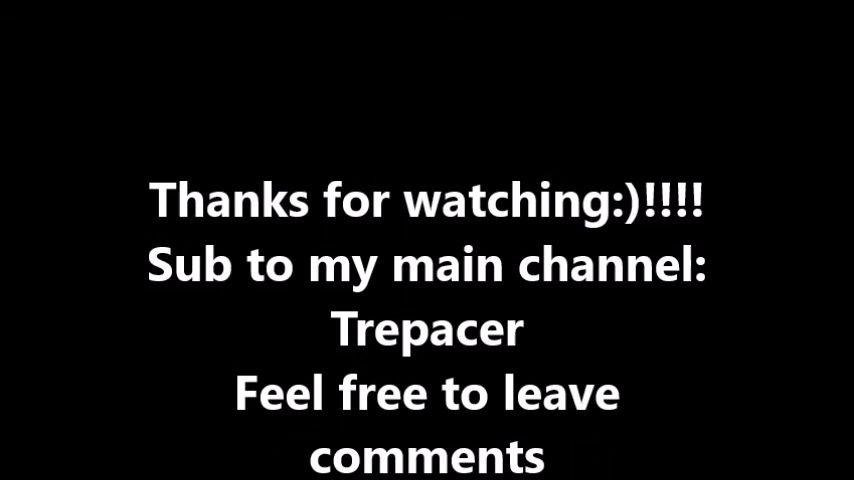 Thanks for watching:)!!!!
Sub to my main channel:
Trepacer
Feel free to leave
comments